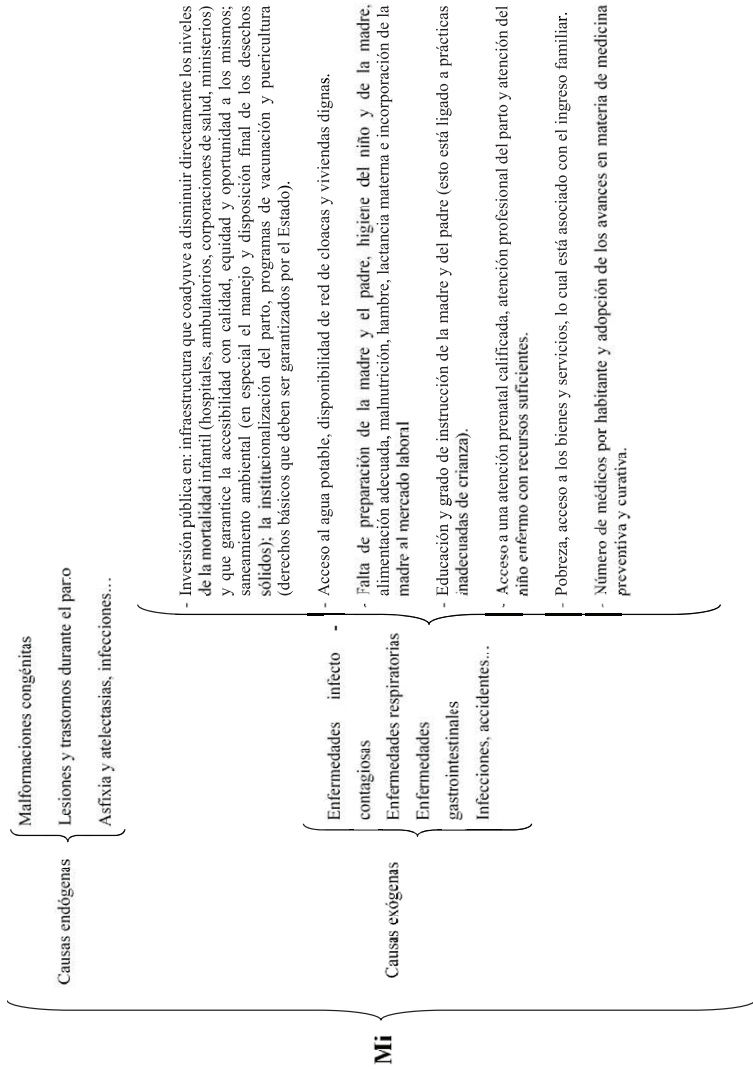 Mi
Causas endógenas
Malformaciones congénitas
Lesiones y trastornos durante el parto
Asfixia y atelectasias, infecciones...
Causas exógenas
Enfermedades infecto -
contagiosas
Enfermedades respiratorias
Enfermedades
gastrointestinales
Infecciones, accidentes...
- Inversión pública en: infraestructura que coadyuve a disminuir directamente los niveles
de la mortalidad infantil (hospitales, ambulatorios, corporaciones de salud, ministerios)
y que garantice la accesibilidad con calidad, equidad y oportunidad a los mismos;
saneamiento ambiental (en especial el manejo y disposición final de los desechos
sólidos); la institucionalización del parto, programas de vacunación y puericultura
(derechos básicos que deben ser garantizados por el Estado).
- Acceso al agua potable, disponibilidad de red de cloacas y viviendas dignas.
- Falta de preparación de la madre y el padre, higiene del niño y de la madre,
alimentación adecuada, malnutrición, hambre, lactancia materna e incorporación de la
madre al mercado laboral
- Educación y grado de instrucción de la madre y del padre (esto está ligado a prácticas
inadecuadas de crianza).
- Acceso a una atención prenatal calificada, atención profesional del parto y atención del
niño enfermo con recursos suficientes.
- Pobreza, acceso a los bienes y servicios, lo cual está asociado con el ingreso familiar.
- Número de médicos por habitante y adopción de los avances en materia de medicina
preventiva y curativa.